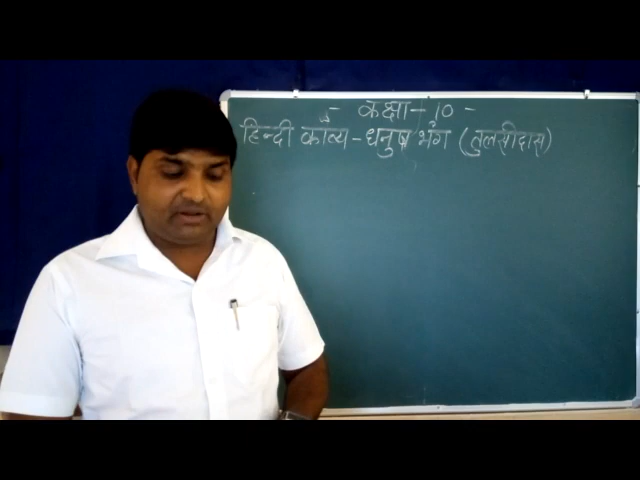 - कक्षा - 10 -
हिन्दी काव्य - धनुष भंग (तुलसीदास)